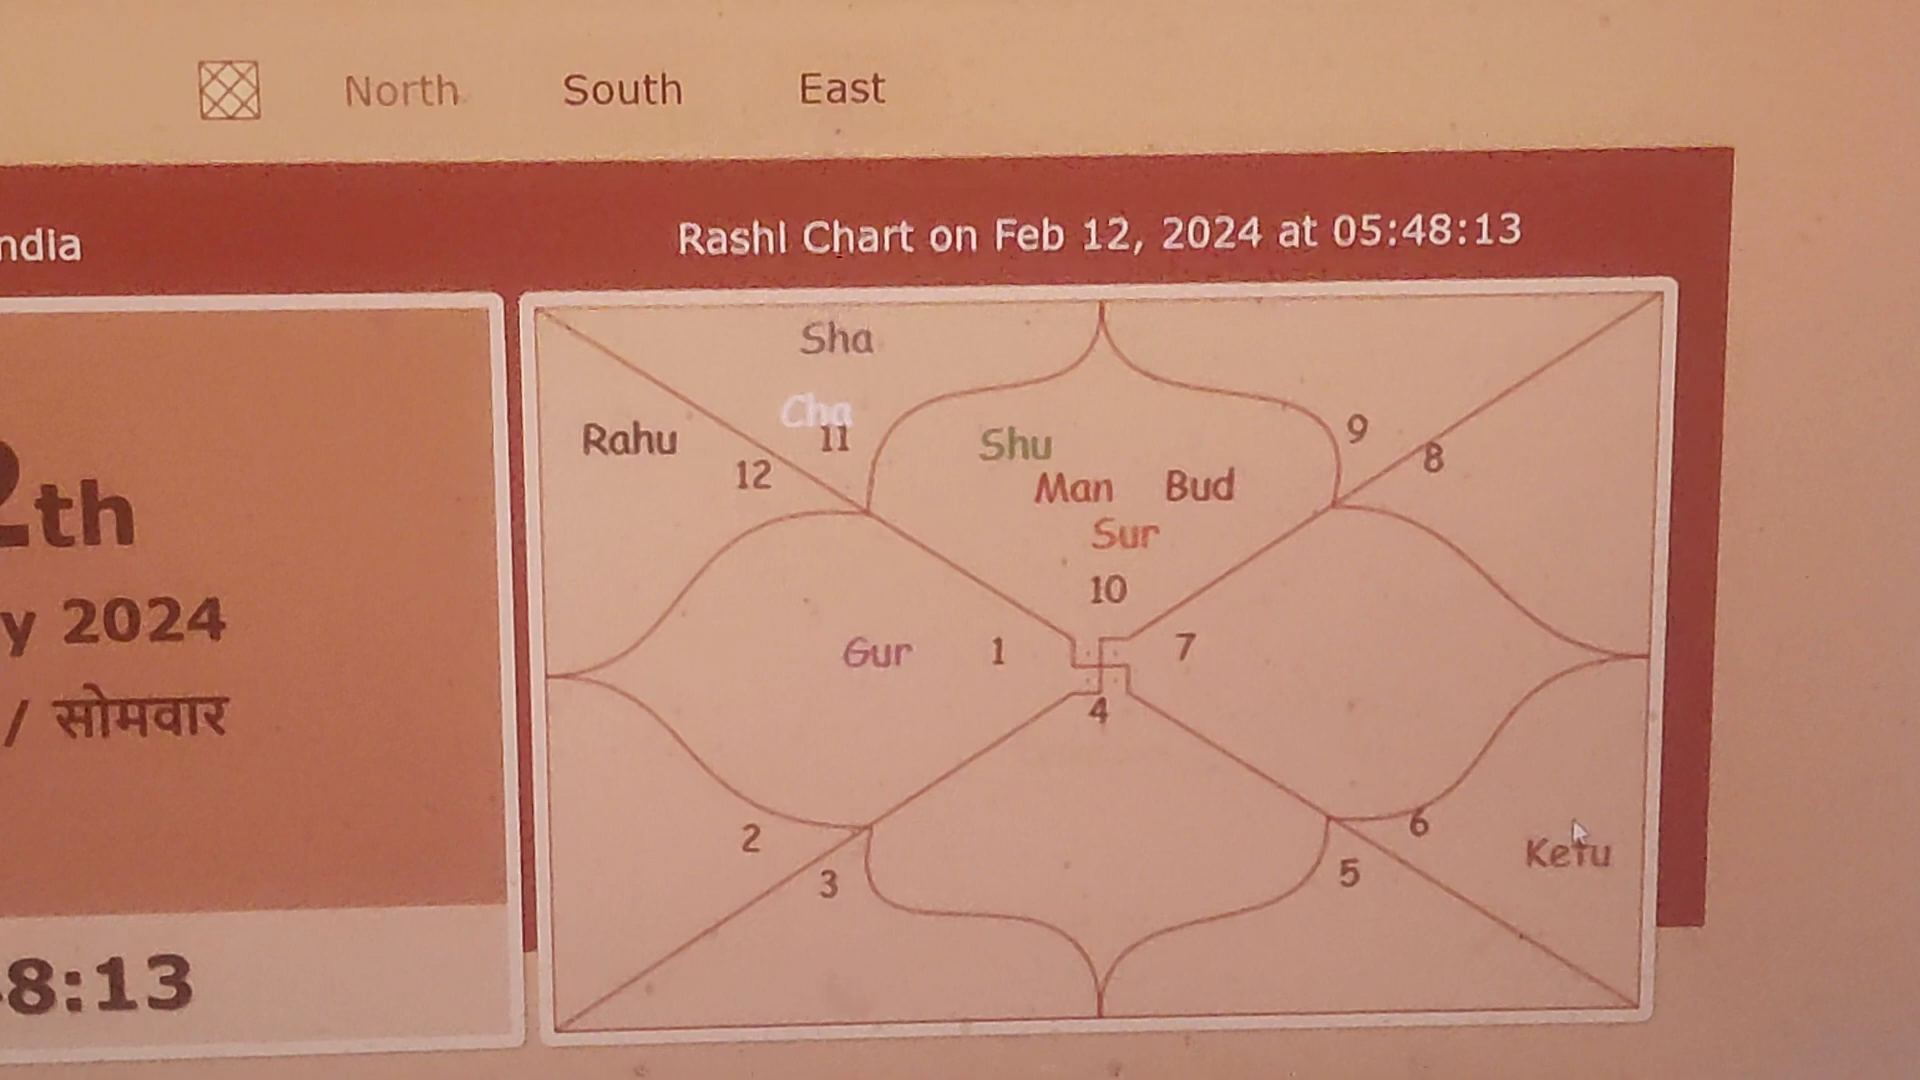 North South East
ndia
Rashi Chart on Feb 12, 2024 at 05:48:13
Sha
Cha
11
Rahu
12
Shu
Man Bud
Sur
10
9
8
Gur 1
7
4
2
3
6
5
Ketu
2th
y 2024
/ सोमवार
8:13